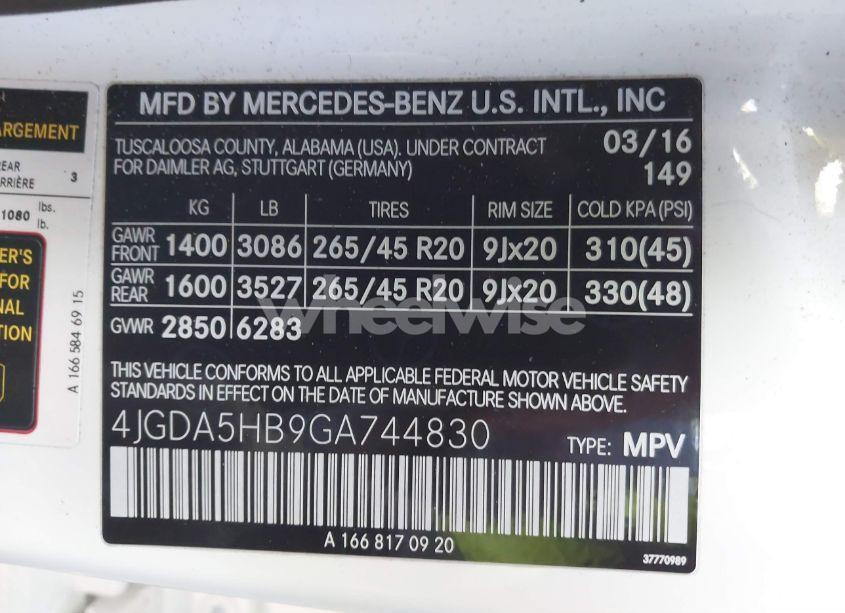 ARGEMENT
EAR
RRIÈRE 3
1080 lbs.
lb.
ER'S
FOR
NAL
TION
A 166 584 69 15
MFD BY MERCEDES-BENZ U.S. INTL., INC
TUSCALOOSA COUNTY, ALABAMA (USA). UNDER CONTRACT
FOR DAIMLER AG, STUTTGART (GERMANY)
03/16
149
KG LB TIRES RIM SIZE COLD KPA(PSI)
GAWR FRONT 1400 3086 265/45 R20 9Jx20 310(45)
GAWR REAR 1600 3527 265/45 R20 9Jx20 330(48)
GVWR 2850 6283
wheelwise
THIS VEHICLE CONFORMS TO ALL APPLICABLE FEDERAL MOTOR VEHICLE SAFETY
STANDARDS IN EFFECT ON THE DATE OF MANUFACTURE SHOWN ABOVE.
4JGDA5HB9GA744830 TYPE: MPV
A 166 817 09 20
37770989